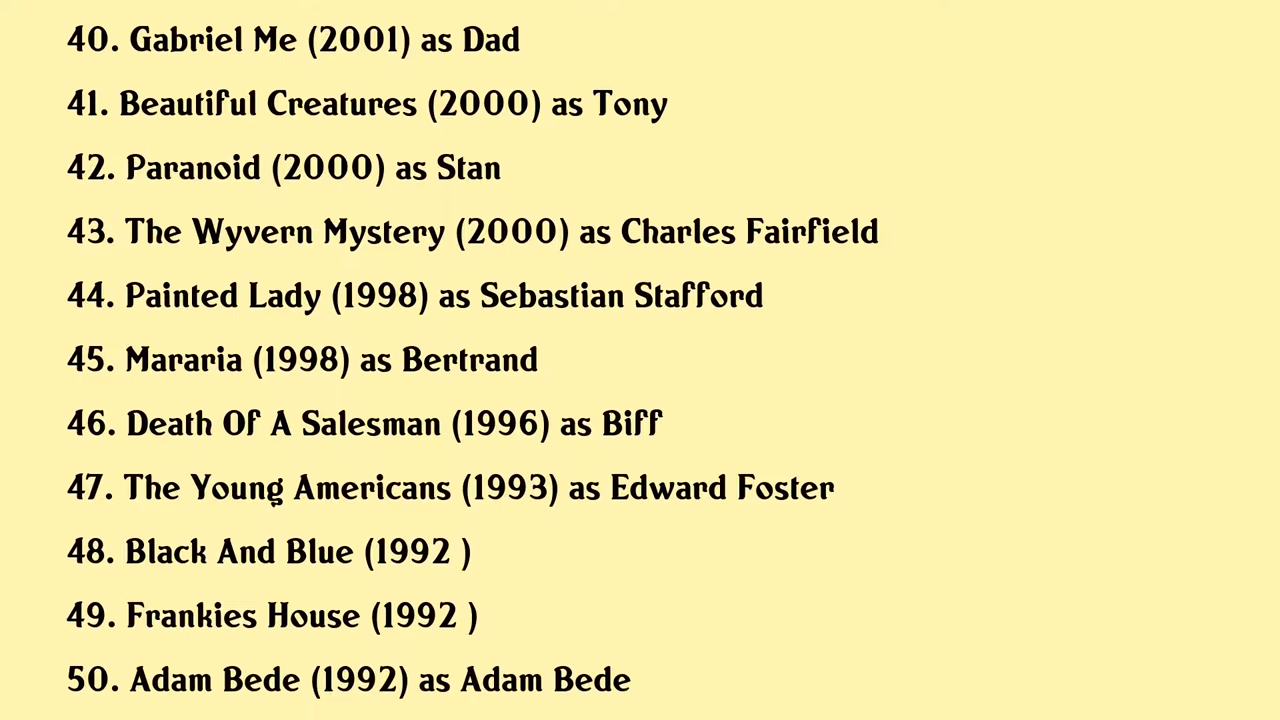 40. Gabriel Me (2001) as Dad
41. Beautiful Creatures (2000) as Tony
42. Paranoid (2000) as Stan
43. The Wyvern Mystery (2000) as Charles Fairfield
44. Painted Lady (1998) as Sebastian Stafford
45. Mararia (1998) as Bertrand
46. Death Of A Salesman (1996) as Biff
47. The Young Americans (1993) as Edward Foster
48. Black And Blue (1992 )
49. Frankies House (1992 )
50. Adam Bede (1992) as Adam Bede